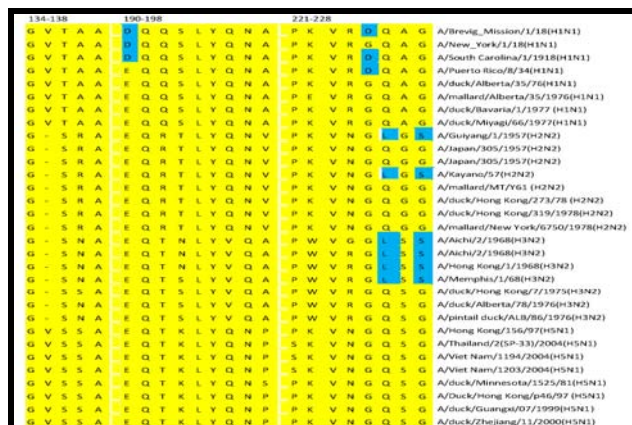 134-138 190-198 221-228
G V T A A D Q Q S L Y Q N A P K V R D Q A G A/Brevig_Mission/1/18(H1N1)
G V T A A D Q Q S L Y Q N A P K V R G Q A G A/New_York/1/18(H1N1)
G V T A A D Q Q S L Y Q N A P K V R D Q A G A/South Carolina/1/1918(H1N1)
G V T A A E Q Q S L Y Q N A P K V R D Q A G A/Puerto Rico/8/34(H1N1)
G V T A A E Q Q S L Y Q N A P K V R G Q A G A/duck/Alberta/35/76(H1N1)
G V T A A E Q Q S L Y Q N A P K V R G Q A G A/mallard/Alberta/35/1976(H1N1)
G V T A A E Q Q S L Y Q N A P K V R G Q A G A/duck/Bavaria/1/1977 (H1N1)
G V T A A E Q Q S L Y Q N A P K V R G Q A G A/duck/Miyagi/66/1977(H1N1)
G - S R A E Q R T L Y Q N V P K V N G L G S A/Guiyang/1/1957(H2N2)
G - S R A E Q R T L Y Q N V P K V N G Q G G A/Japan/305/1957(H2N2)
G - S R A E Q R T L Y Q N V P K V N G Q G G A/Japan/305/1957(H2N2)
G - S R A E Q R T L Y Q N V P K V N G L G S A/Kayano/57(H2N2)
G - S R A E Q R T L Y Q N V P K V N G Q G G A/mallard/MT/Y61 (H2N2)
G - S R A E Q R T L Y Q N V P K V N G Q G G A/duck/Hong Kong/273/78 (H2N2)
G - S R A E Q R T L Y Q N V P K V N G Q G G A/duck/Hong Kong/319/1978(H2N2)
G - S R A E Q R T L Y Q N V P K V N G Q G G A/mallard/New York/6750/1978(H2N2)
G - S N A E Q T N L Y V Q A P W V G G L S S A/Aichi/2/1968(H3N2)
G - S N A E Q T N L Y V Q A P W V R G L S S A/Aichi/2/1968(H3N2)
G - S N A E Q T N L Y V Q A P W V R G L S S A/Hong Kong/1/1968(H3N2)
G - S N A E Q T S L Y V Q A P W V R G L S S A/Memphis/1/68(H3N2)
G - S S A E Q T S L Y V Q A P W V R G Q S G A/duck/Hong Kong/7/1975(H3N2)
G - S N A E Q T S L Y V Q A P W V R G Q S G A/duck/Alberta/78/1976(H3N2)
G - S N A E Q T S L Y V Q A P W V R G Q S G A/pintail duck/ALB/86/1976(H3N2)
G V S S A E Q T K L Y Q N P P K V N G Q S G A/Hong Kong/156/97(H5N1)
G V S S A E Q T K L Y Q N P S K V N G Q S G A/Thailand/2(SP-33)/2004(H5N1)
G V S S A E Q T K L Y Q N P S K V N G Q S G A/Viet Nam/1194/2004(H5N1)
G V S S A E Q T K L Y Q N P S K V N G Q S G A/Viet Nam/1203/2004(H5N1)
G V S S A E Q T K L Y Q N S P K V N G Q S G A/duck/Minnesota/1525/81(H5N1)
G V S S A E Q T K L Y Q N P P K V N G Q S G A/Duck/Hong Kong/p46/97 (H5N1)
G V S S A E Q T K L Y Q N P P K V N G Q S G A/duck/Guangxi/07/1999(H5N1)
G V S S A E Q T K L Y Q N P P K V N G Q S G A/duck/Zhejiang/11/2000(H5N1)